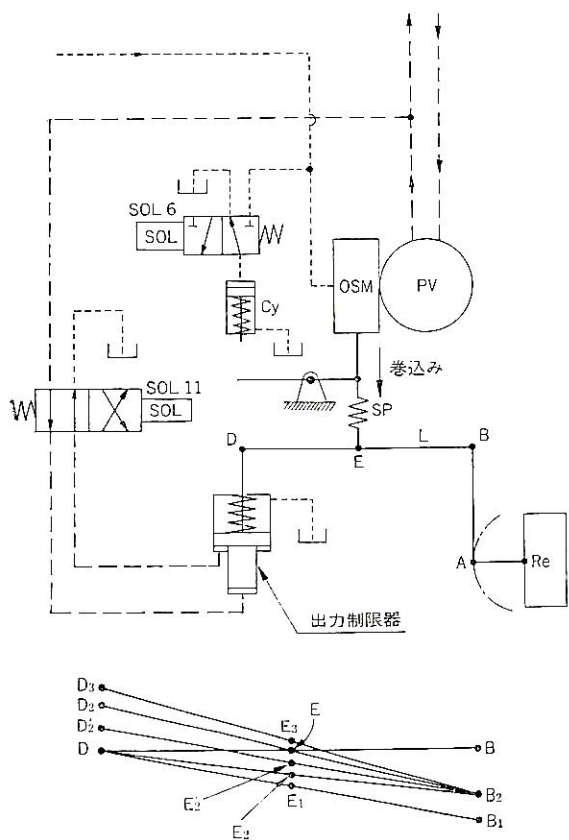 SOL 6
SOL
OSM
PV
Cy
巻込み
SOL 11
SOL
SP
D
E
L
B
A
Re
出力制限器
D₃
D₂
D₂′
D
E₃
E
B
E₂′
E₂
E₁
B₂
B₁